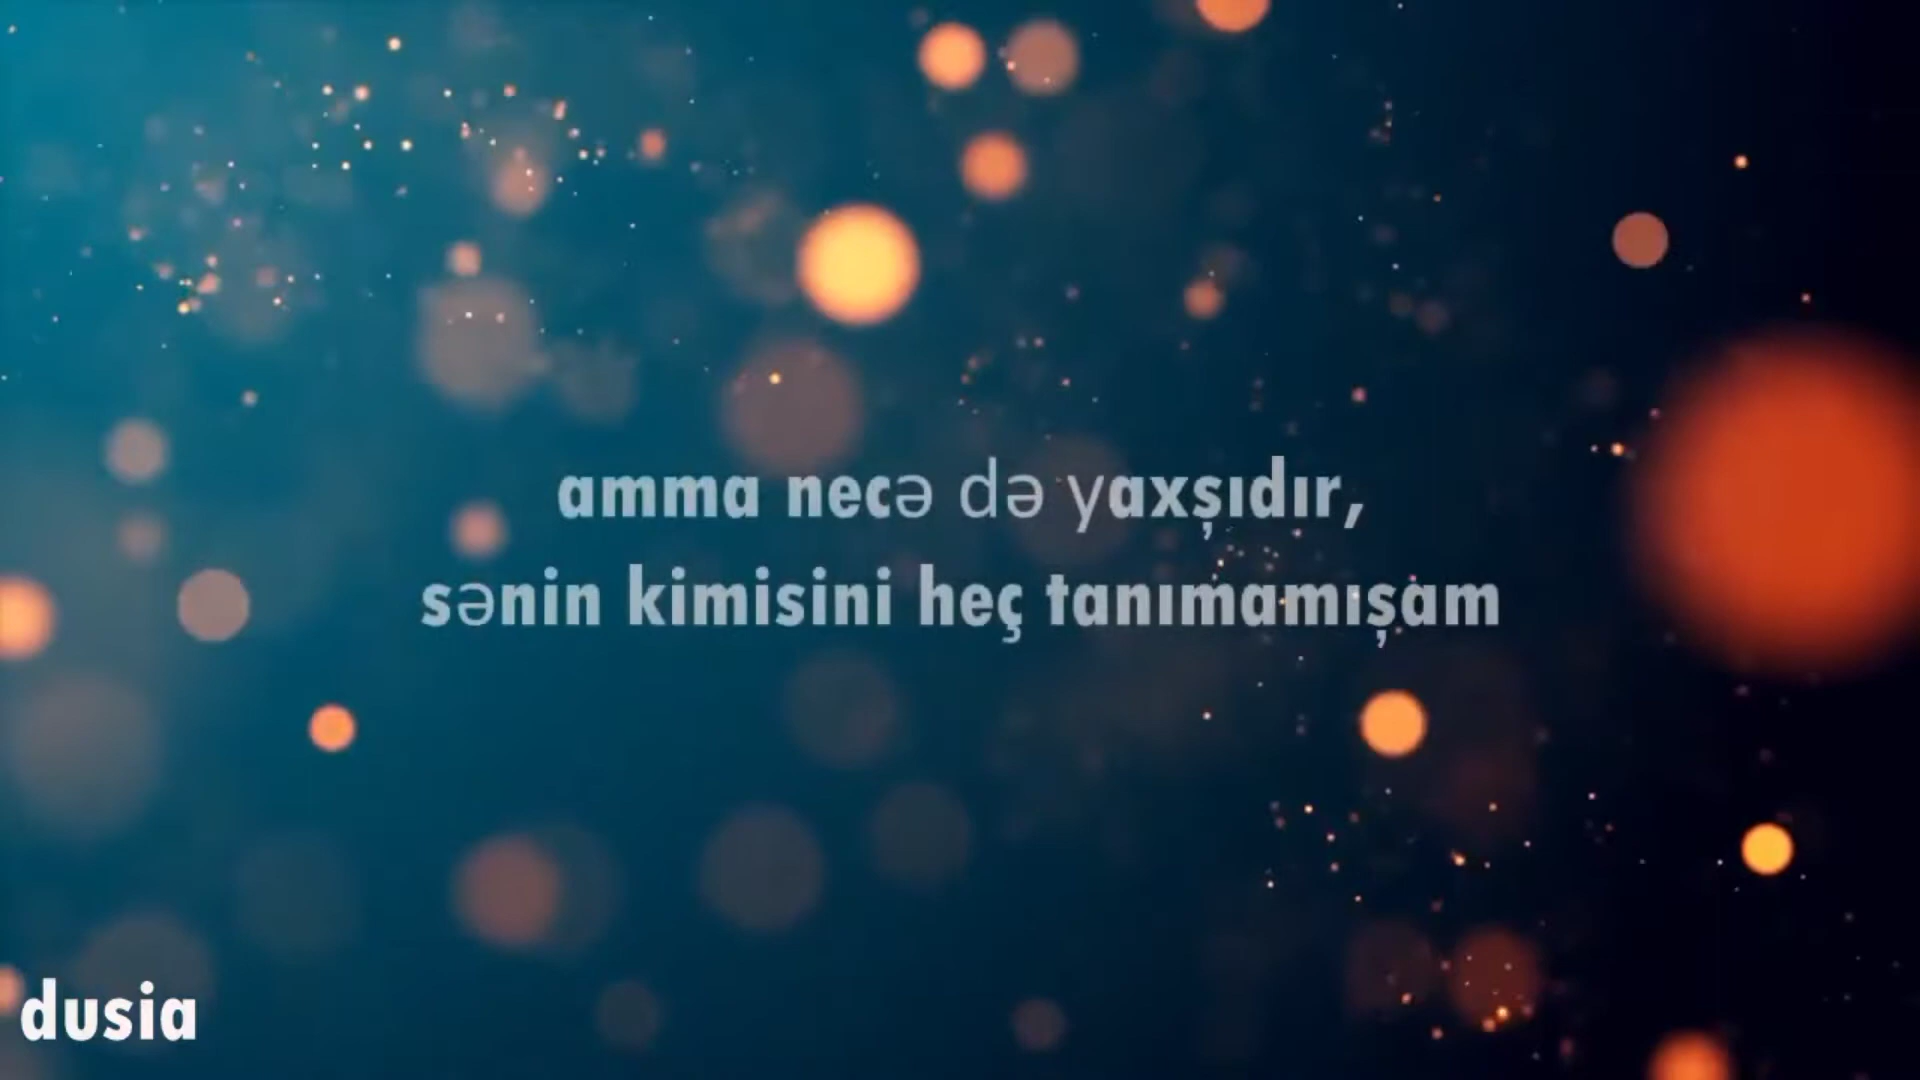 amma necə də yaxşıdır,
sənin kimisini heç tanımamışam
dusia